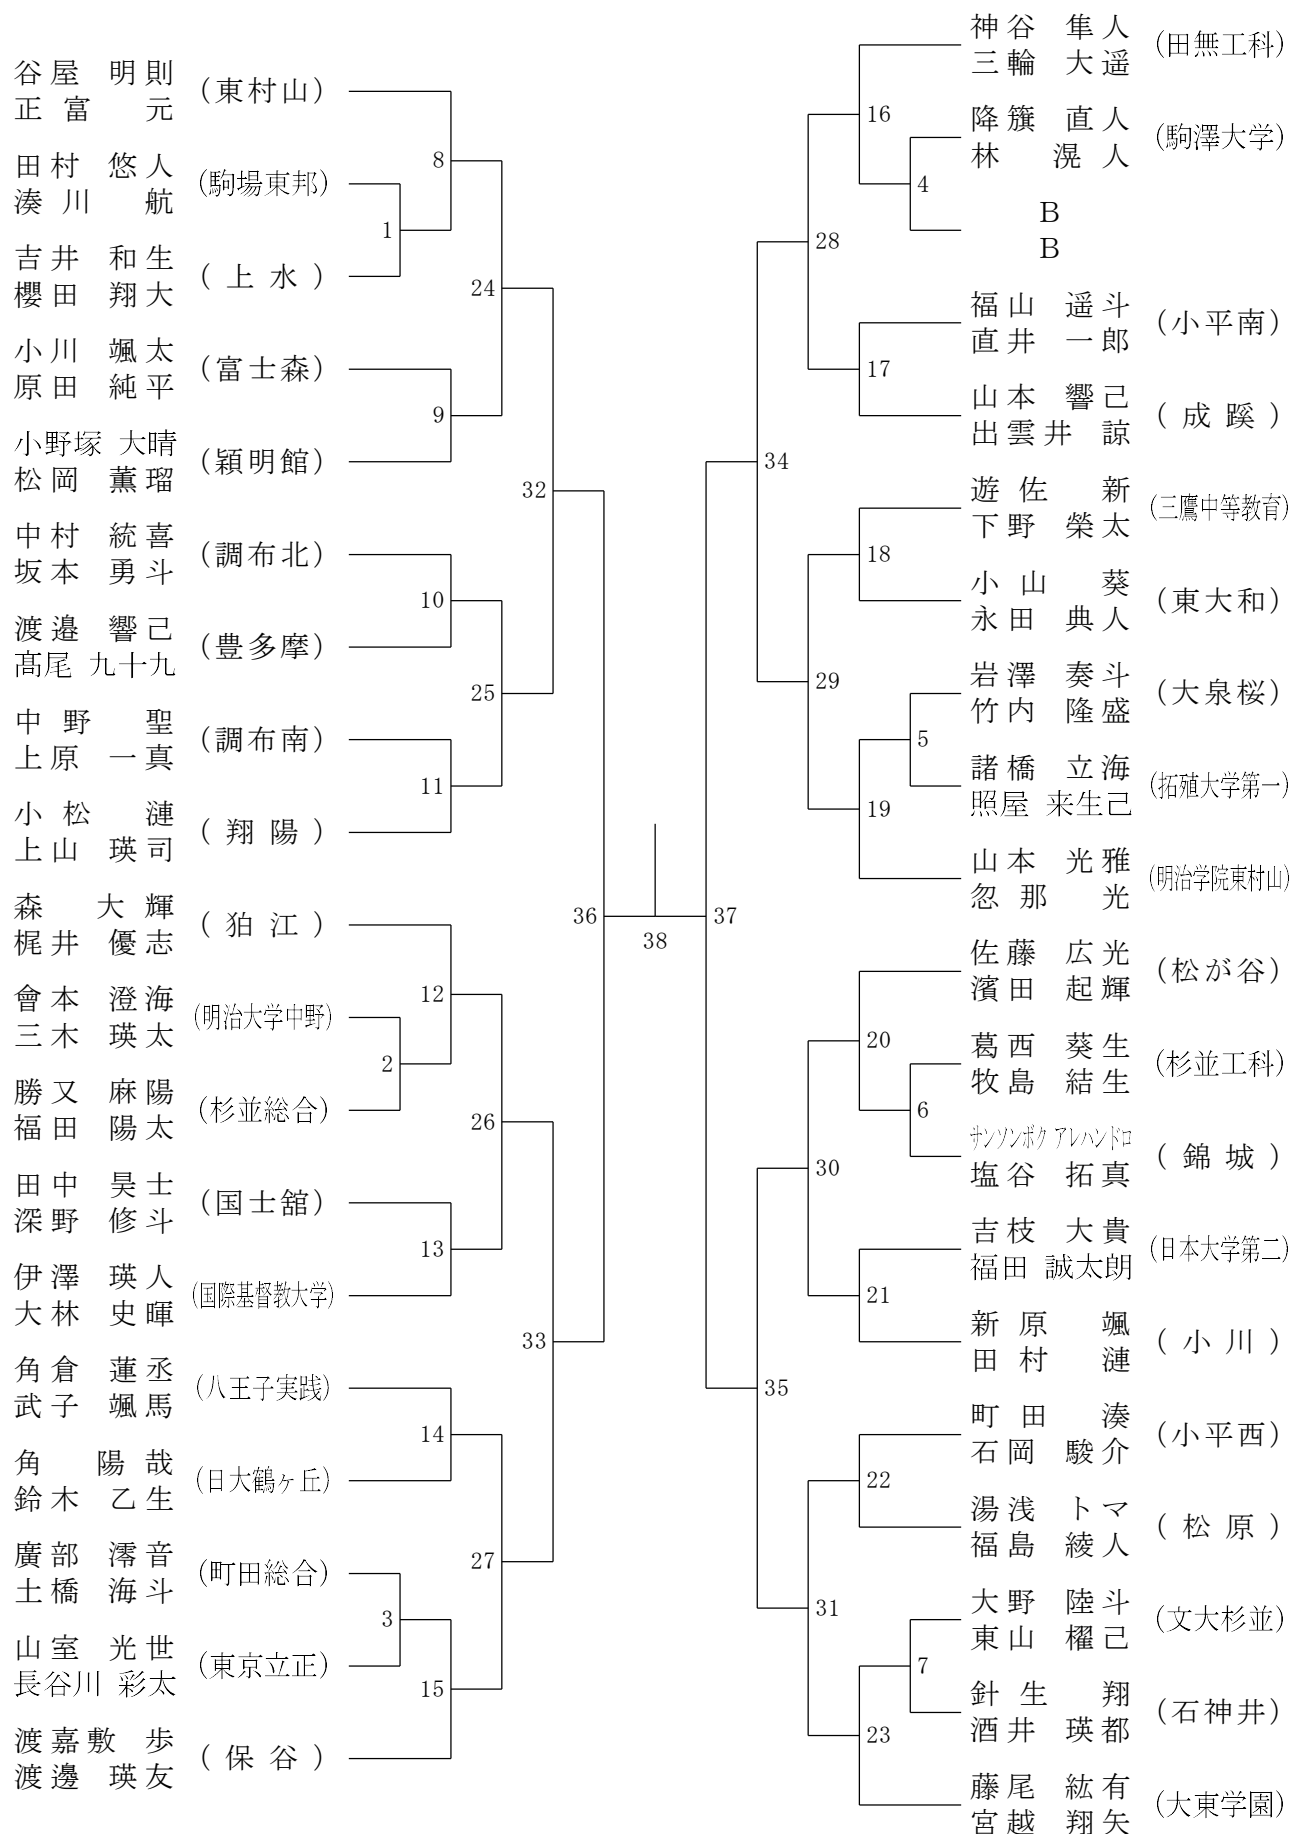 谷屋 明則
正富 元
(東村山)
田村 悠人
湊川 航
(駒場東邦)
吉井 和生
櫻田 翔大
(上水)
小川 颯太
原田 純平
(富士森)
小野塚 大晴
松岡 薫瑠
(穎明館)
中村 統喜
坂本 勇斗
(調布北)
渡邉 響己
髙尾 九十九
(豊多摩)
中野 聖
上原 一真
(調布南)
小松 漣
上山 瑛司
(翔陽)
森 大輝
梶井 優志
(狛江)
會本 澄海
三木 瑛太
(明治大学中野)
勝又 麻陽
福田 陽太
(杉並総合)
田中 昊士
深野 修斗
(国士舘)
伊澤 瑛人
大林 史暉
(国際基督教大学)
角倉 蓮丞
武子 颯馬
(八王子実践)
角 陽哉
鈴木 乙生
(日大鶴ヶ丘)
廣部 澪音
土橋 海斗
(町田総合)
山室 光世
長谷川 彩太
(東京立正)
渡嘉敷 歩
渡邊 瑛友
(保谷)
1
2
3
8
9
10
11
12
13
14
15
24
25
26
27
32
33
36
38
37
34
35
28
29
30
31
16
17
18
19
20
21
22
23
4
5
6
7
神谷 隼人
三輪 大遥
(田無工科)
降籏 直人
林 滉人
(駒澤大学)
B
B
福山 遥斗
直井 一郎
(小平南)
山本 響己
出雲井 諒
(成蹊)
遊佐 新
下野 榮太
(三鷹中等教育)
小山 葵
永田 典人
(東大和)
岩澤 奏斗
竹内 隆盛
(大泉桜)
諸橋 立海
照屋 来生己
(拓殖大学第一)
山本 光雅
忽那 光
(明治学院東村山)
佐藤 広光
濱田 起輝
(松が谷)
葛西 葵生
牧島 結生
(杉並工科)
サンソンボク アレハンドロ
塩谷 拓真
(錦城)
吉枝 大貴
福田 誠太朗
(日本大学第二)
新原 颯
田村 漣
(小川)
町田 湊
石岡 駿介
(小平西)
湯浅 トマ
福島 綾人
(松原)
大野 陸斗
東山 櫂己
(文大杉並)
針生 翔
酒井 瑛都
(石神井)
藤尾 紘有
宮越 翔矢
(大東学園)